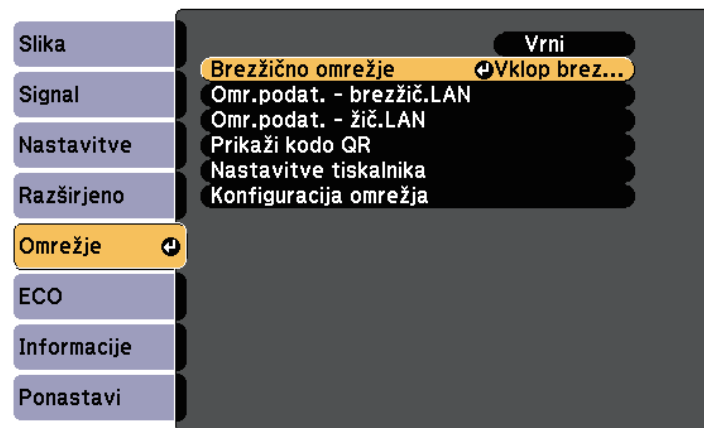 Slika
Signal
Nastavitve
Razširjeno
Omrežje
ECO
Informacije
Ponastavi
Vrni
Brezžično omrežje Vklop brez...
Omr.podat. - brezžič.LAN
Omr.podat. - žič.LAN
Prikaži kodo QR
Nastavitve tiskalnika
Konfiguracija omrežja